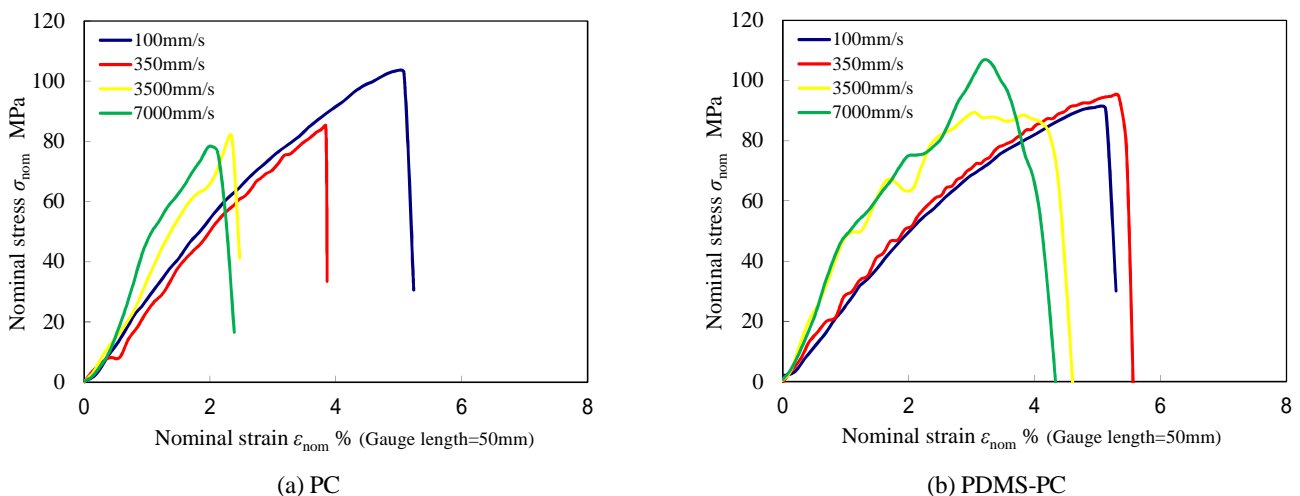 120
100
80
60
40
20
0
Nominal stress σnom MPa
100mm/s
350mm/s
3500mm/s
7000mm/s
0 2 4 6 8
Nominal strain εnom % (Gauge length=50mm)
(a) PC
120
100
80
60
40
20
0
Nominal stress σnom MPa
100mm/s
350mm/s
3500mm/s
7000mm/s
0 2 4 6 8
Nominal strain εnom % (Gauge length=50mm)
(b) PDMS-PC